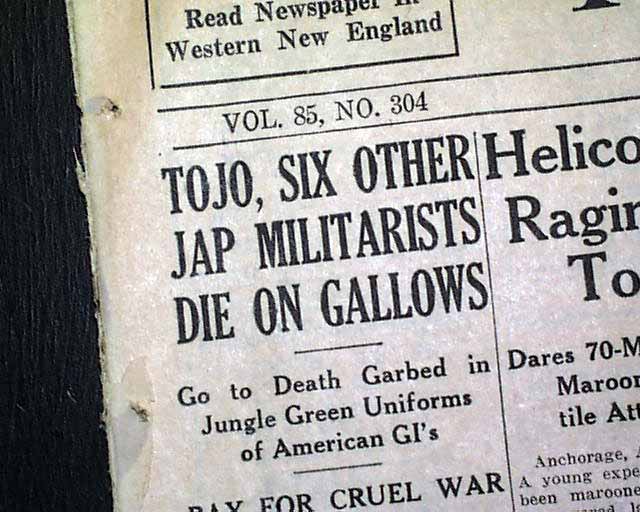 Read Newspaper in
Western New England
VOL. 85, NO. 304
TOJO, SIX OTHER
JAP MILITARISTS
DIE ON GALLOWS
Go to Death Garbed in
Jungle Green Uniforms
of American GI's
PAY FOR CRUEL WAR
Helico
Ragin
To
Dares 70-M
Maroon
tile Att
Anchorage, A
A young expe
been maroone